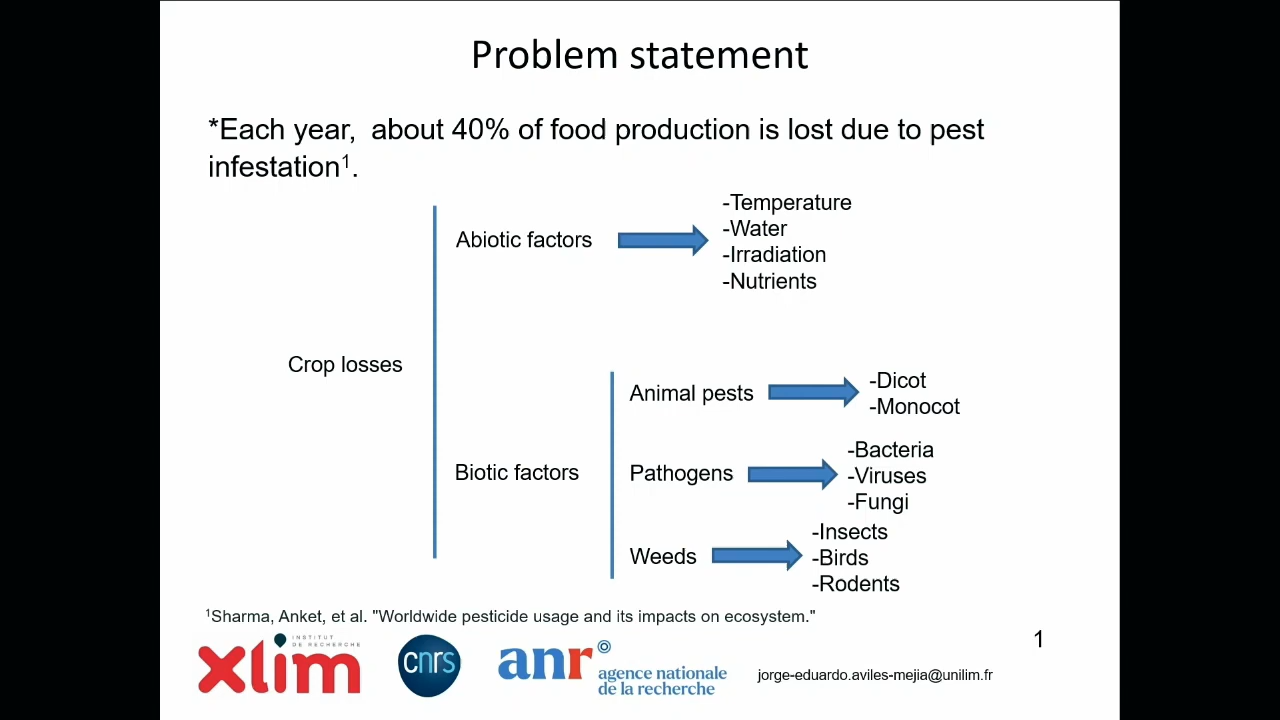 Problem statement
*Each year, about 40% of food production is lost due to pest
infestation¹.
Crop losses
Abiotic factors
-Temperature
-Water
-Irradiation
-Nutrients
Biotic factors
Animal pests
-Dicot
-Monocot
Pathogens
-Bacteria
-Viruses
-Fungi
Weeds
-Insects
-Birds
-Rodents
¹Sharma, Anket, et al. "Worldwide pesticide usage and its impacts on ecosystem."
INSTITUT
DE RECHERCHE
xlim
cnrs
anr
agence nationale
de la recherche
jorge-eduardo.aviles-mejia@unilim.fr
1